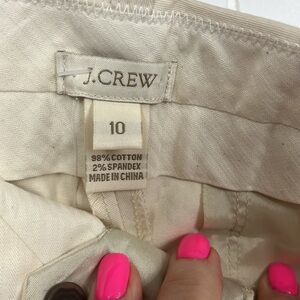 J.CREW
10
98% COTTON
2% SPANDEX
MADE IN CHINA